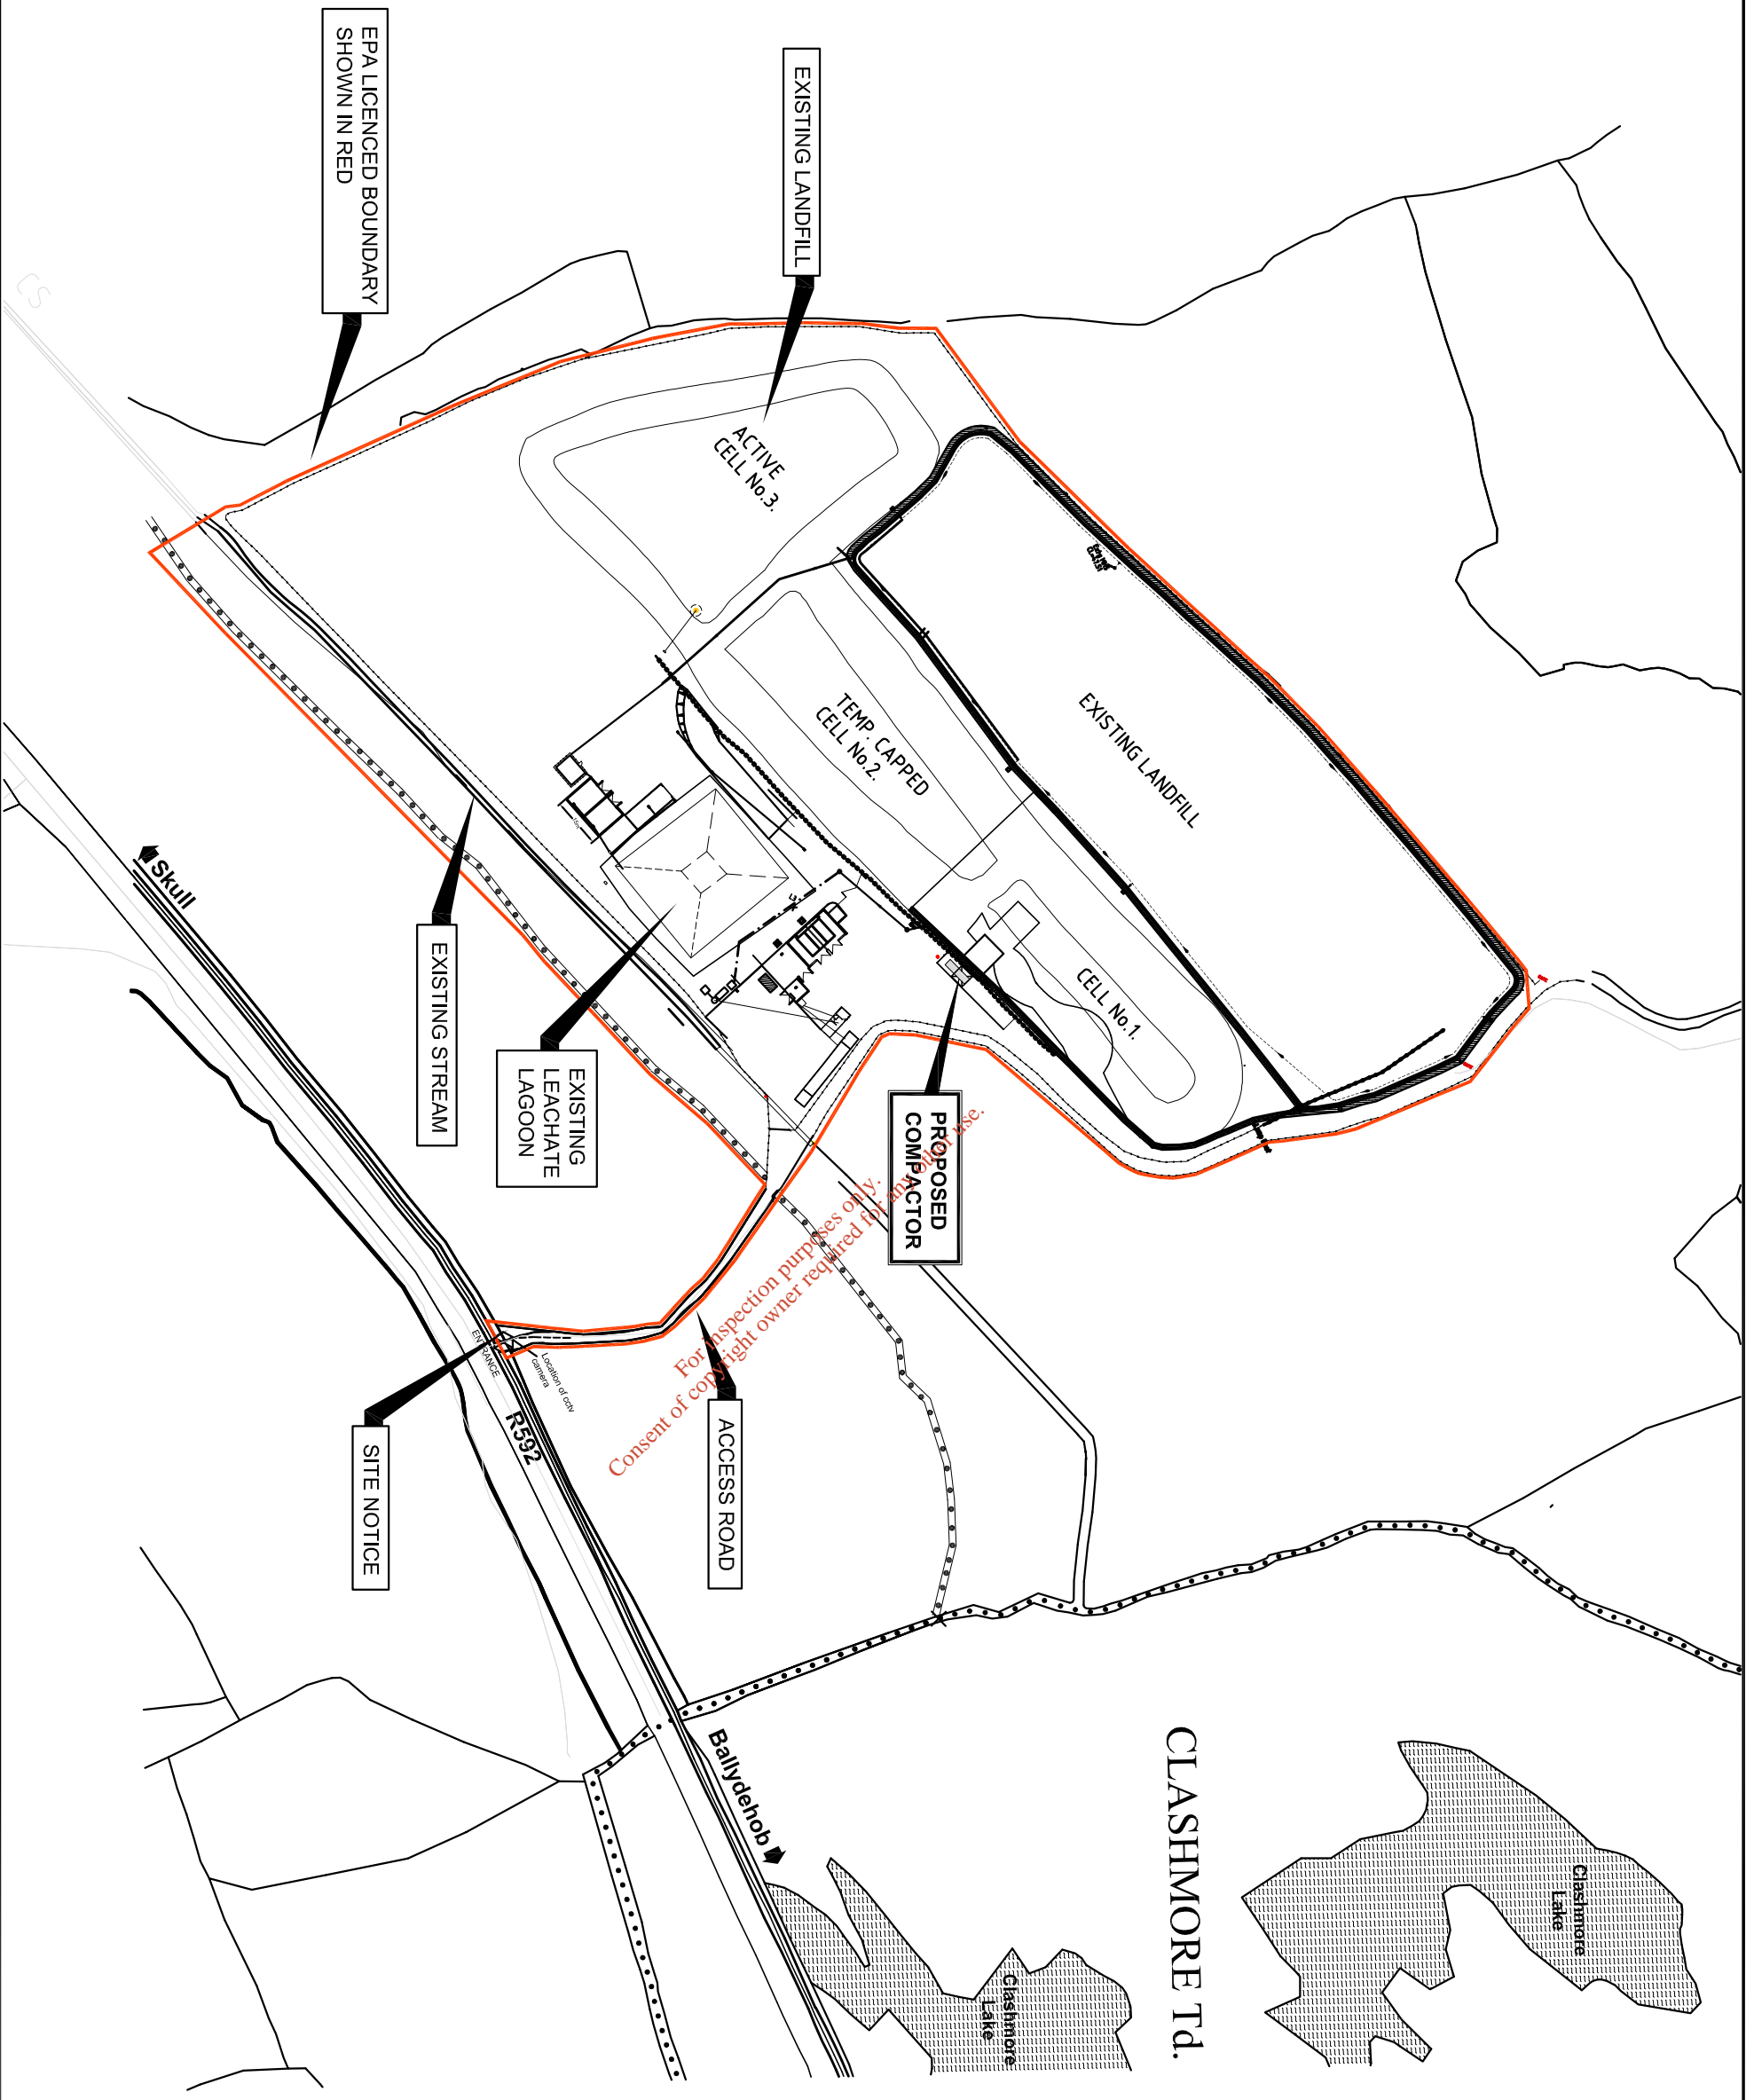 EPA LICENCED BOUNDARY
SHOWN IN RED
EXISTING LANDFILL
ACTIVE
CELL No.3.
EXISTING LANDFILL
TEMP. CAPPED
CELL No.2.
CELL No.1
PROPOSED
COMPACTOR
EXISTING
LEACHATE
LAGOON
EXISTING STREAM
Skull
ENTRANCE
Location of cctv
camera
R592
SITE NOTICE
ACCESS ROAD
Ballydehob
CLASHMORE Td.
Clashmore
Lake
Clashmore
Lake
For inspection purposes only.
Consent of copyright owner required for any other use.